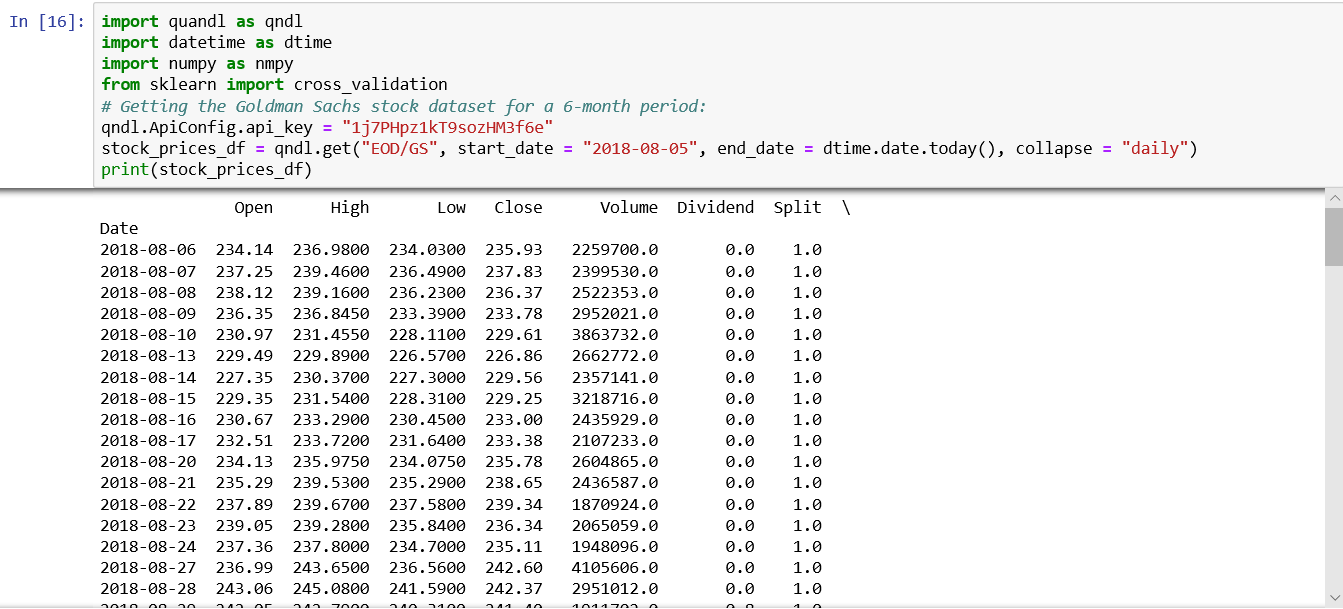 In [16]: import quandl as qndl
import datetime as dtime
import numpy as nmpy
from sklearn import cross_validation
# Getting the Goldman Sachs stock dataset for a 6-month period:
qndl.ApiConfig.api_key = "1j7PHpz1kT9sozHM3f6e"
stock_prices_df = qndl.get("EOD/GS", start_date = "2018-08-05", end_date = dtime.date.today(), collapse = "daily")
print(stock_prices_df)
Open High Low Close Volume Dividend Split \
Date
2018-08-06 234.14 236.9800 234.0300 235.93 2259700.0 0.0 1.0
2018-08-07 237.25 239.4600 236.4900 237.83 2399530.0 0.0 1.0
2018-08-08 238.12 239.1600 236.2300 236.37 2522353.0 0.0 1.0
2018-08-09 236.35 236.8450 233.3900 233.78 2952021.0 0.0 1.0
2018-08-10 230.97 231.4550 228.1100 229.61 3863732.0 0.0 1.0
2018-08-13 229.49 229.8900 226.5700 226.86 2662772.0 0.0 1.0
2018-08-14 227.35 230.3700 227.3000 229.56 2357141.0 0.0 1.0
2018-08-15 229.35 231.5400 228.3100 229.25 3218716.0 0.0 1.0
2018-08-16 230.67 233.2900 230.4500 233.00 2435929.0 0.0 1.0
2018-08-17 232.51 233.7200 231.6400 233.38 2107233.0 0.0 1.0
2018-08-20 234.13 235.9750 234.0750 235.78 2604865.0 0.0 1.0
2018-08-21 235.29 239.5300 235.2900 238.65 2436587.0 0.0 1.0
2018-08-22 237.89 239.6700 237.5800 239.34 1870924.0 0.0 1.0
2018-08-23 239.05 239.2800 235.8400 236.34 2065059.0 0.0 1.0
2018-08-24 237.36 237.8000 234.7000 235.11 1948096.0 0.0 1.0
2018-08-27 236.99 243.6500 236.5600 242.60 4105606.0 0.0 1.0
2018-08-28 243.06 245.0800 241.5900 242.37 2951012.0 0.0 1.0